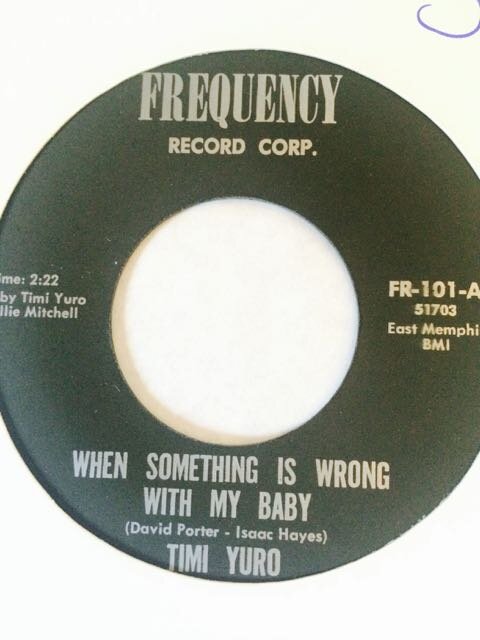 FREQUENCY
RECORD CORP.
ime: 2:22
by Timi Yuro
llie Mitchell
FR-101-A
51703
East Memphi
BMI
WHEN SOMETHING IS WRONG
WITH MY BABY
(David Porter - Isaac Hayes)
TIMI YURO